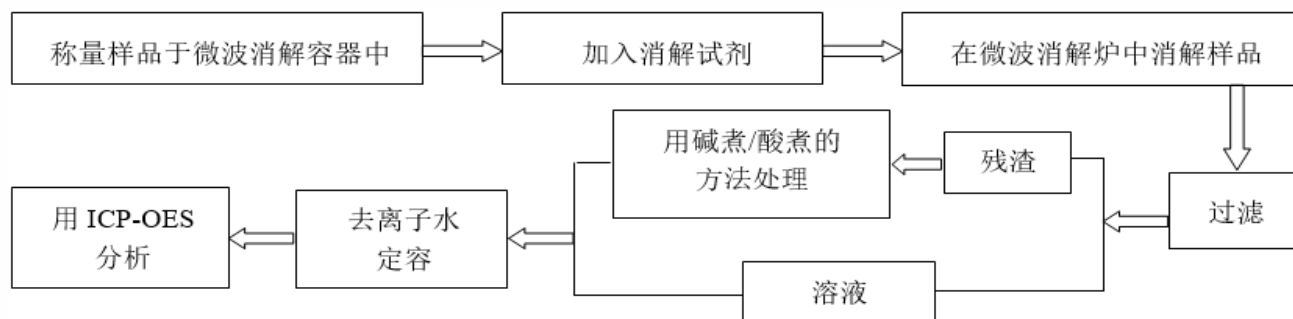 称量样品于微波消解容器中
加入消解试剂
在微波消解炉中消解样品
过滤
残渣
用碱煮/酸煮的
方法处理
溶液
去离子水
定容
用 ICP-OES
分析